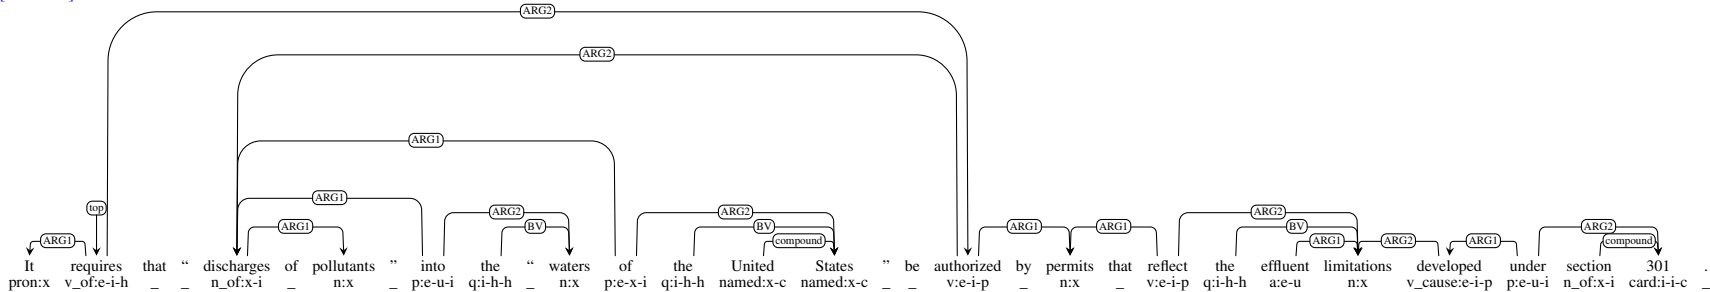 ARG2
ARG2
ARG1
ARG1 ARG2 ARG2 ARG2
top ARG1 BV BV ARG1 ARG1 BV ARG2
ARG1 compound ARG1 ARG2 ARG1 compound
It requires that “ discharges of pollutants ” into the “ waters of the United States ” be authorized by permits that reflect the effluent limitations developed under section 301 .
pron:x v_of:e-i-h _ _ n_of:x-i _ n:x _ p:e-u-i q:i-h-h _ n:x p:e-x-i q:i-h-h named:x-c named:x-c _ _ v:e-i-p _ n:x _ v:e-i-p q:i-h-h a:e-u n:x v_cause:e-i-p p:e-u-i n_of:x-i card:i-i-c _